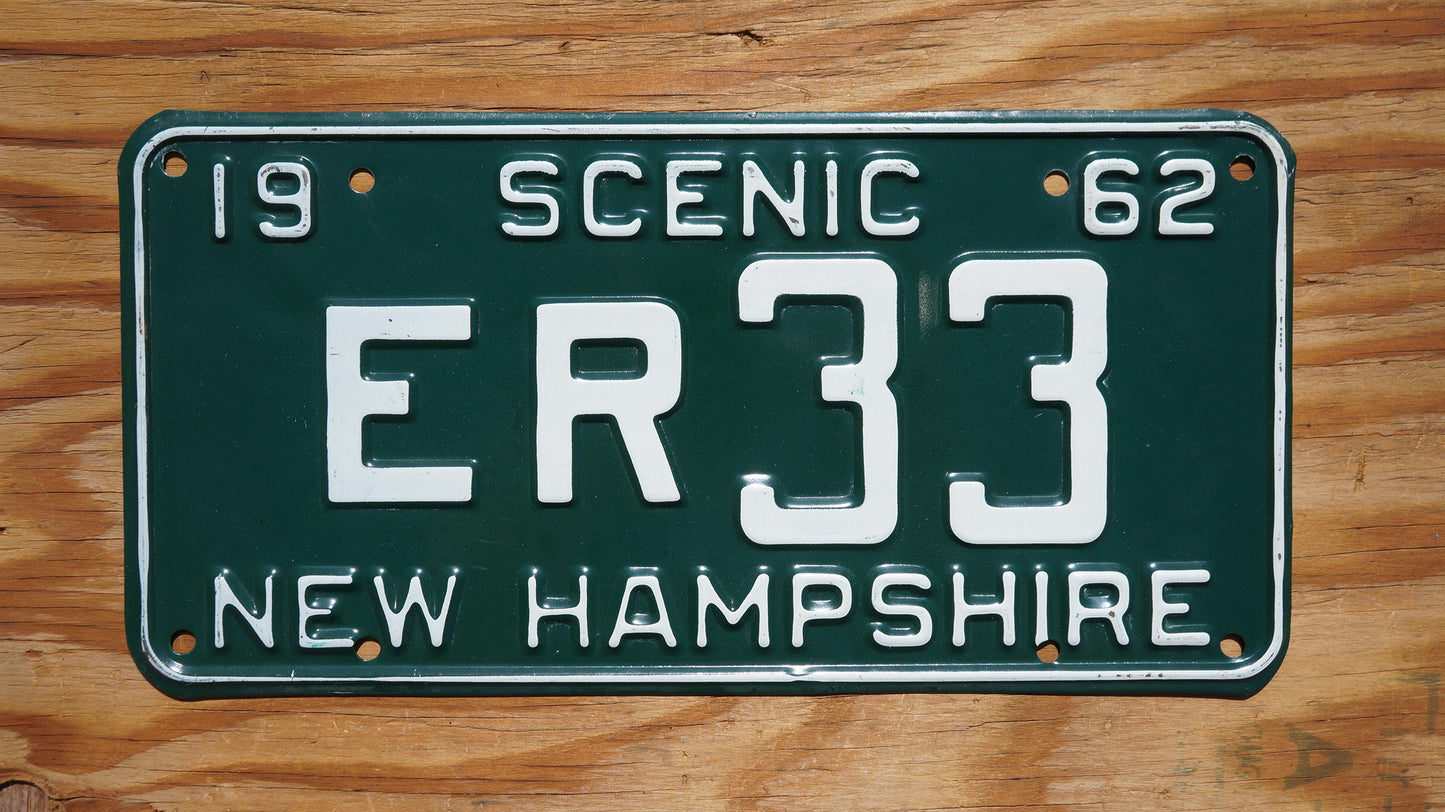 19 SCENIC 62
ER33
NEW HAMPSHIRE